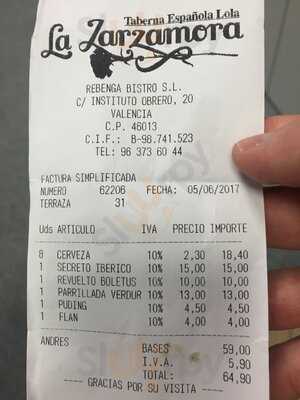 Taberna Española Lola
La Zarzamora
REBENGA BISTRO S.L.
C/ INSTITUTO OBRERO, 20
VALENCIA
C.P. 46013
C.I.F.: B-98.741.523
TEL: 96 373 60 44
FACTURA SIMPLIFICADA
NUMERO 62206 FECHA: 05/06/2017
TERRAZA 31
Uds ARTICULO IVA PRECIO IMPORTE
8 CERVEZA 10% 2,30 18,40
1 SECRETO IBERICO 10% 15,00 15,00
1 REVUELTO BOLETUS 10% 10,00 10,00
1 PARRILLADA VERDUR 10% 13,00 13,00
1 PUDING 10% 4,50 4,50
1 FLAN 10% 4,00 4,00
ANDRES
BASES 59,00
I.V.A. 5,90
TOTAL: 64,90
----- GRACIAS POR SU VISITA -----